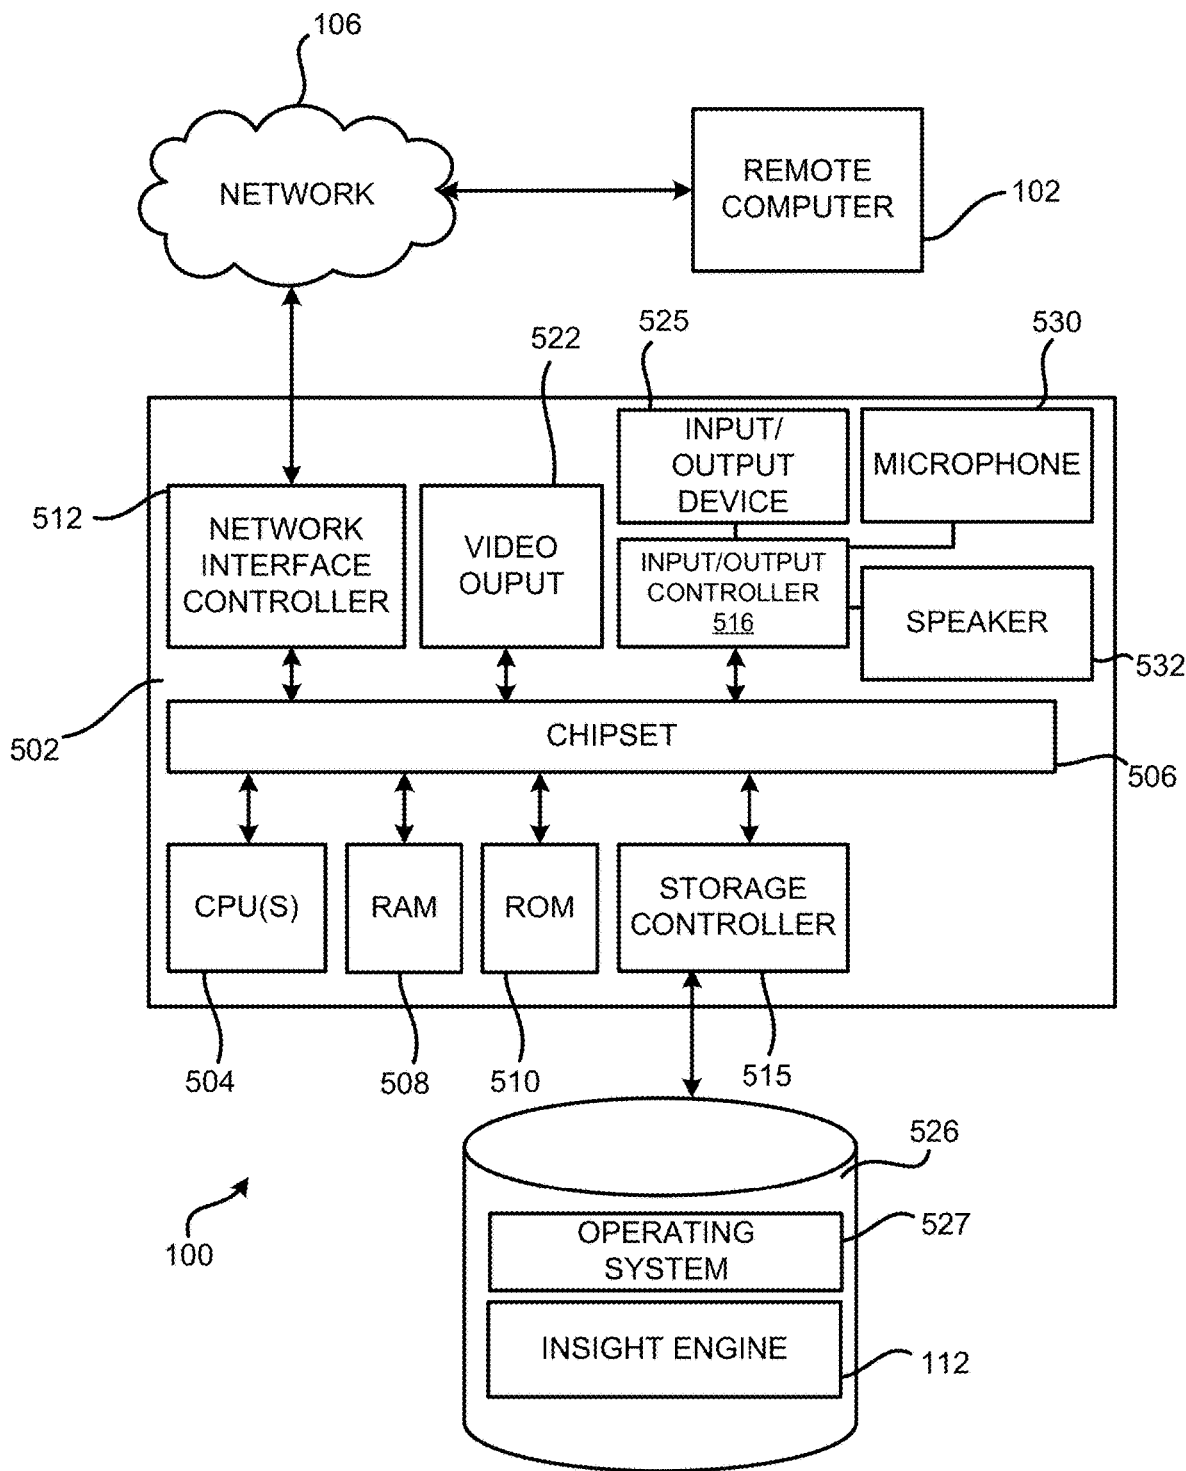 106
NETWORK
REMOTE
COMPUTER
102
525
530
522
INPUT/
OUTPUT
DEVICE
MICROPHONE
512
NETWORK
INTERFACE
CONTROLLER
VIDEO
OUPUT
INPUT/OUTPUT
CONTROLLER
516
SPEAKER
532
502
CHIPSET
506
CPU(S)
RAM
ROM
STORAGE
CONTROLLER
504
508
510
515
526
OPERATING
SYSTEM
527
100
INSIGHT ENGINE
112